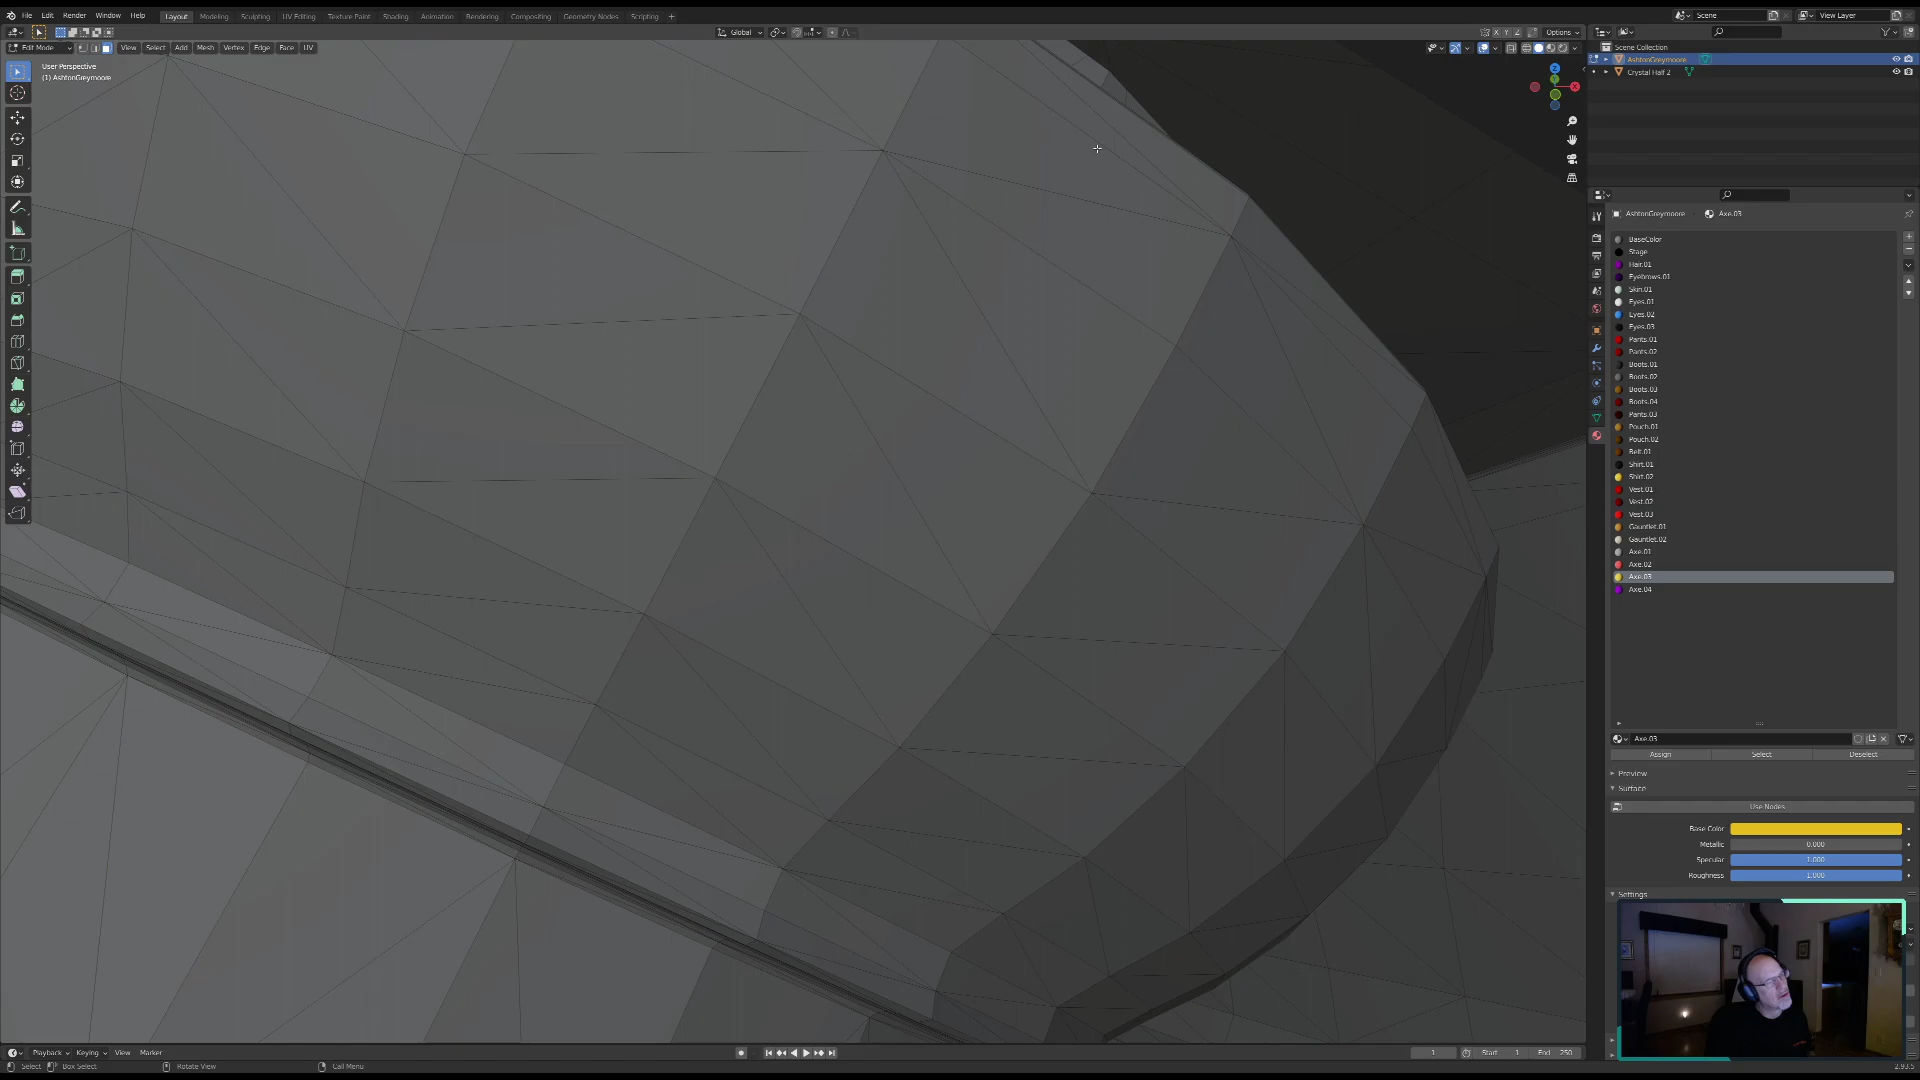 File Edit Render Window Help Layout Modeling Sculpting UV Editing Texture Paint Shading Animation Rendering Compositing Geometry Nodes Scripting + Scene View Layer
Global Options
Edit Mode View Select Add Mesh Vertex Edge Face UV
X Y Z
User Perspective
(1) AshtonGreymoore
Z
X
Scene Collection
AshtonGreymoore
Crystal Half 2
AshtonGreymoore Axe.03
BaseColor
Stage
Hair.01
Eyebrows.01
Skin.01
Eyes.01
Eyes.02
Eyes.03
Pants.01
Pants.02
Boots.01
Boots.02
Boots.03
Boots.04
Pants.03
Pouch.01
Pouch.02
Belt.01
Shirt.01
Shirt.02
Vest.01
Vest.02
Vest.03
Gauntlet.01
Gauntlet.02
Axe.01
Axe.02
Axe.03
Axe.04
Axe.03
Assign Select Deselect
Preview
Surface
Use Nodes
Base Color
Metallic 0.000
Specular 1.000
Roughness 1.000
Settings
Playback Keying View Marker 1 Start 1 End 250
Select Box Select Rotate View Call Menu 2.93.5